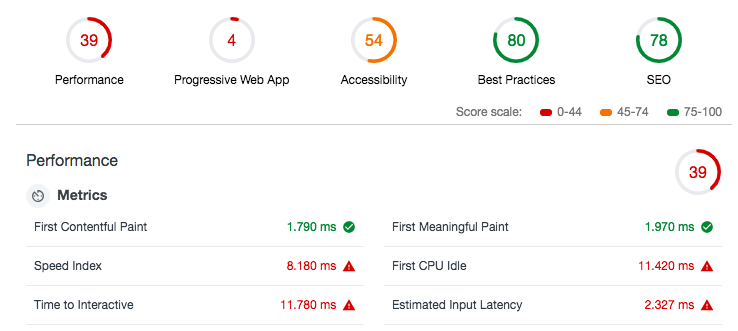 39 4 54 80 78
Performance Progressive Web App Accessibility Best Practices SEO
Score scale: 0-44 45-74 75-100
Performance 39
Metrics
First Contentful Paint 1.790 ms First Meaningful Paint 1.970 ms
Speed Index 8.180 ms First CPU Idle 11.420 ms
Time to Interactive 11.780 ms Estimated Input Latency 2.327 ms